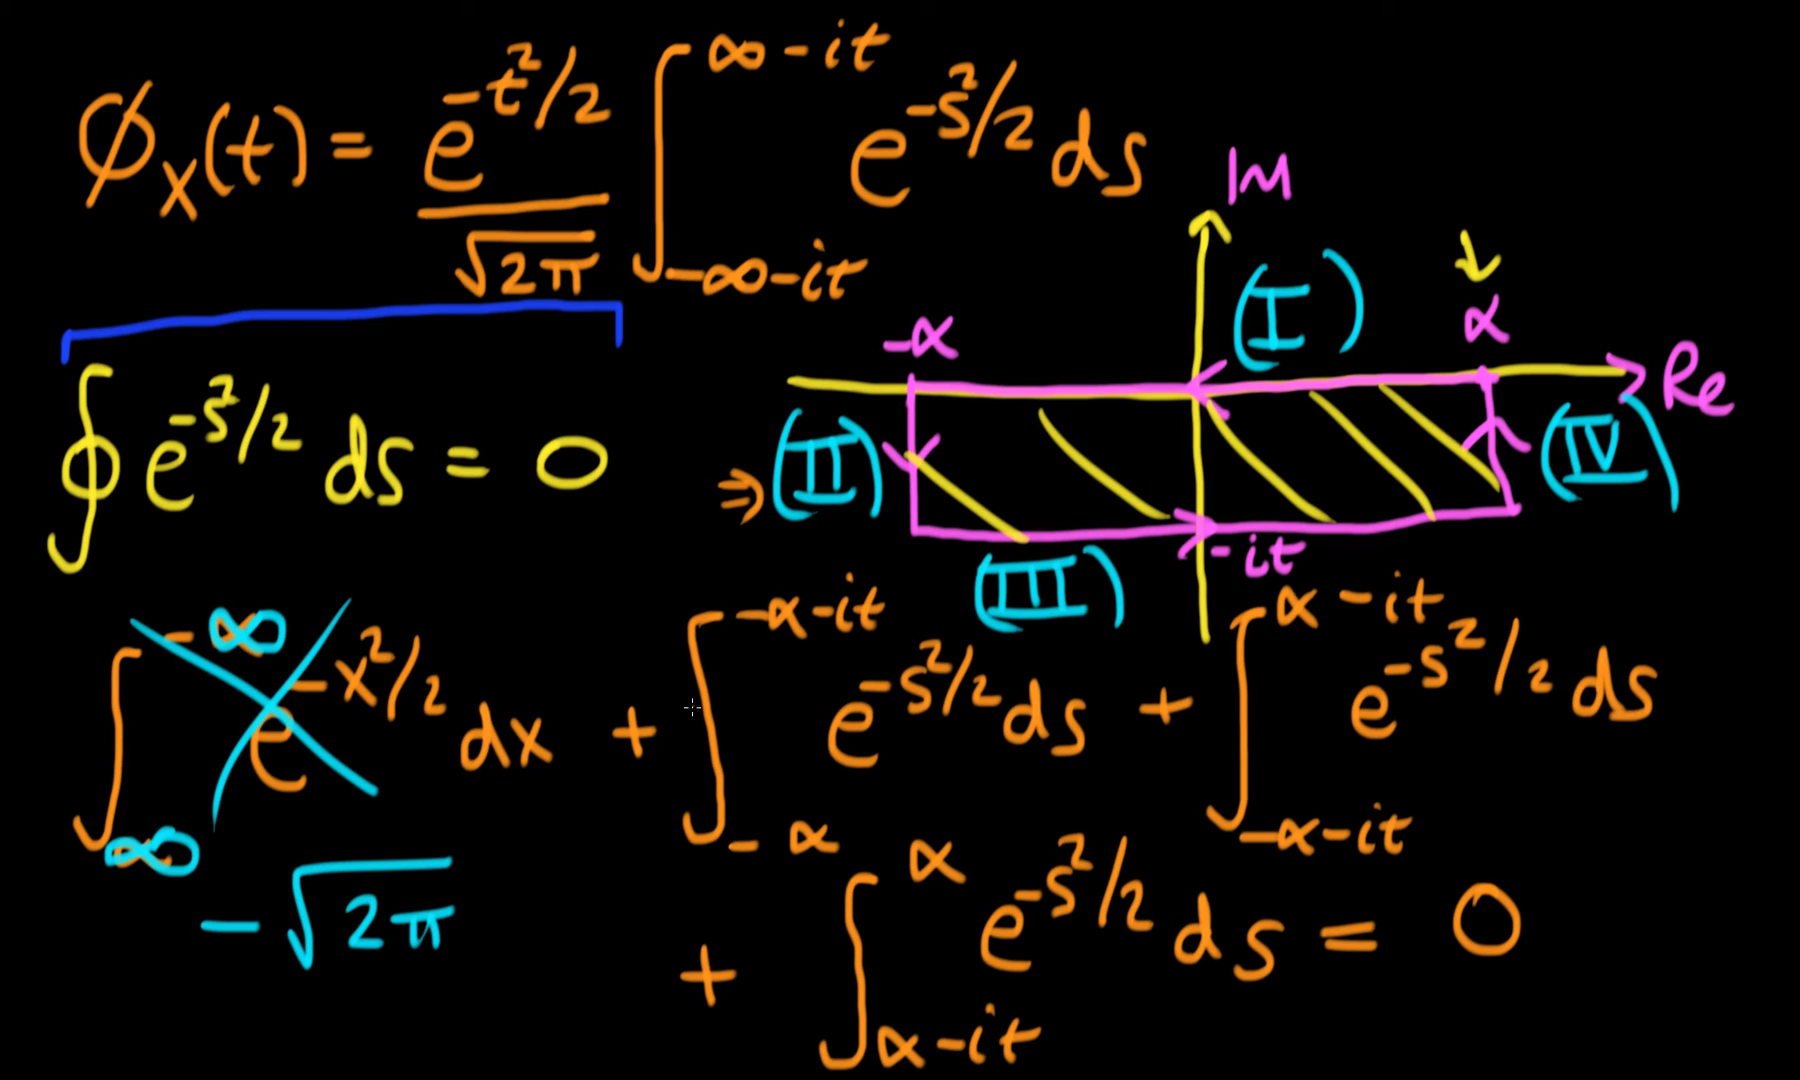 ϕ_X(t) = e^{-t²/2}/√2π ∫_{-∞-it}^{∞-it} e^{-s²/2} ds
IM
(I)
-α
α
Re
∮ e^{-s²/2} ds = 0
⇒ (II)
(IV)
-it
(III)
∫_{∞}^{-∞} e^{-x²/2} dx + ∫_{-α}^{-α-it} e^{-s²/2} ds + ∫_{-α-it}^{α-it} e^{-s²/2} ds
-√2π
+ ∫_{α-it}^{α} e^{-s²/2} ds = 0